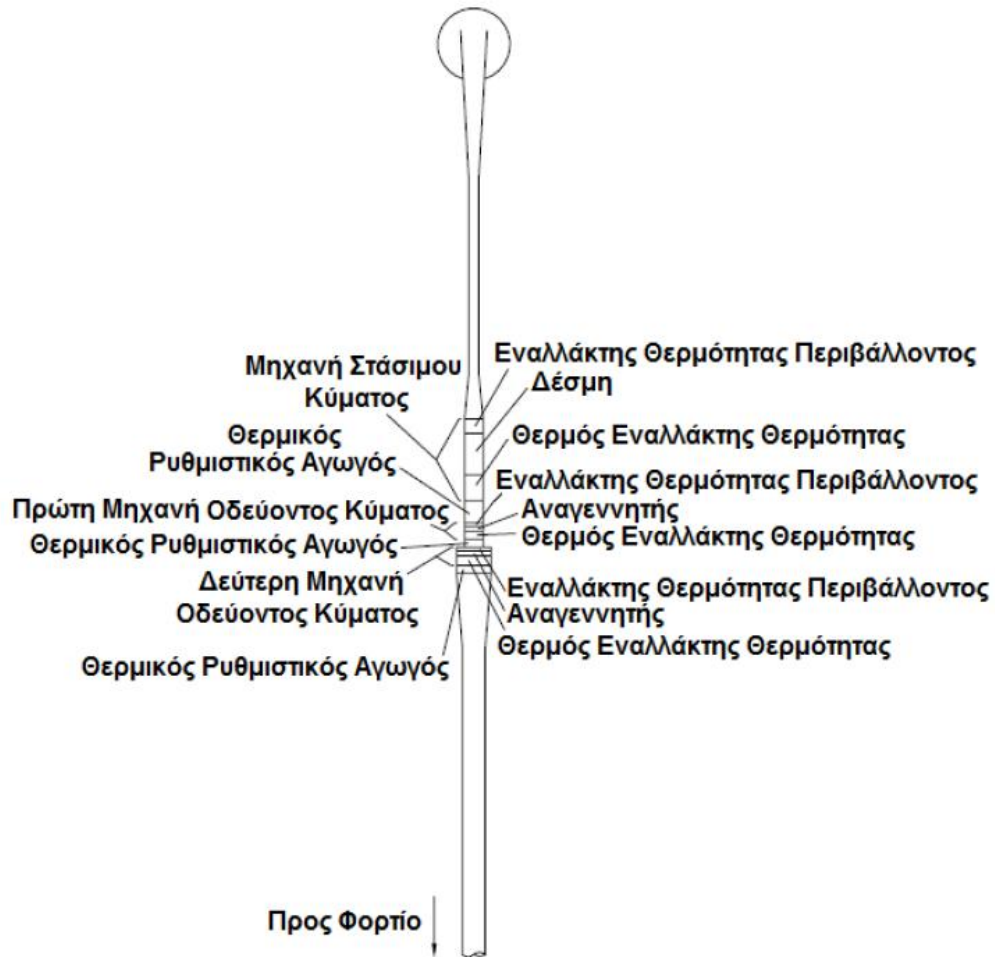 Εναλλάκτης Θερμότητας Περιβάλλοντος
Μηχανή Στάσιμου
Κύματος
Δέσμη
Θερμικός
Ρυθμιστικός Αγωγός
Θερμός Εναλλάκτης Θερμότητας
Εναλλάκτης Θερμότητας Περιβάλλοντος
Πρώτη Μηχανή Οδεύοντος Κύματος
Αναγεννητής
Θερμικός Ρυθμιστικός Αγωγός
Θερμός Εναλλάκτης Θερμότητας
Δεύτερη Μηχανή
Οδεύοντος Κύματος
Εναλλάκτης Θερμότητας Περιβάλλοντος
Αναγεννητής
Θερμός Εναλλάκτης Θερμότητας
Θερμικός Ρυθμιστικός Αγωγός
Προς Φορτίο